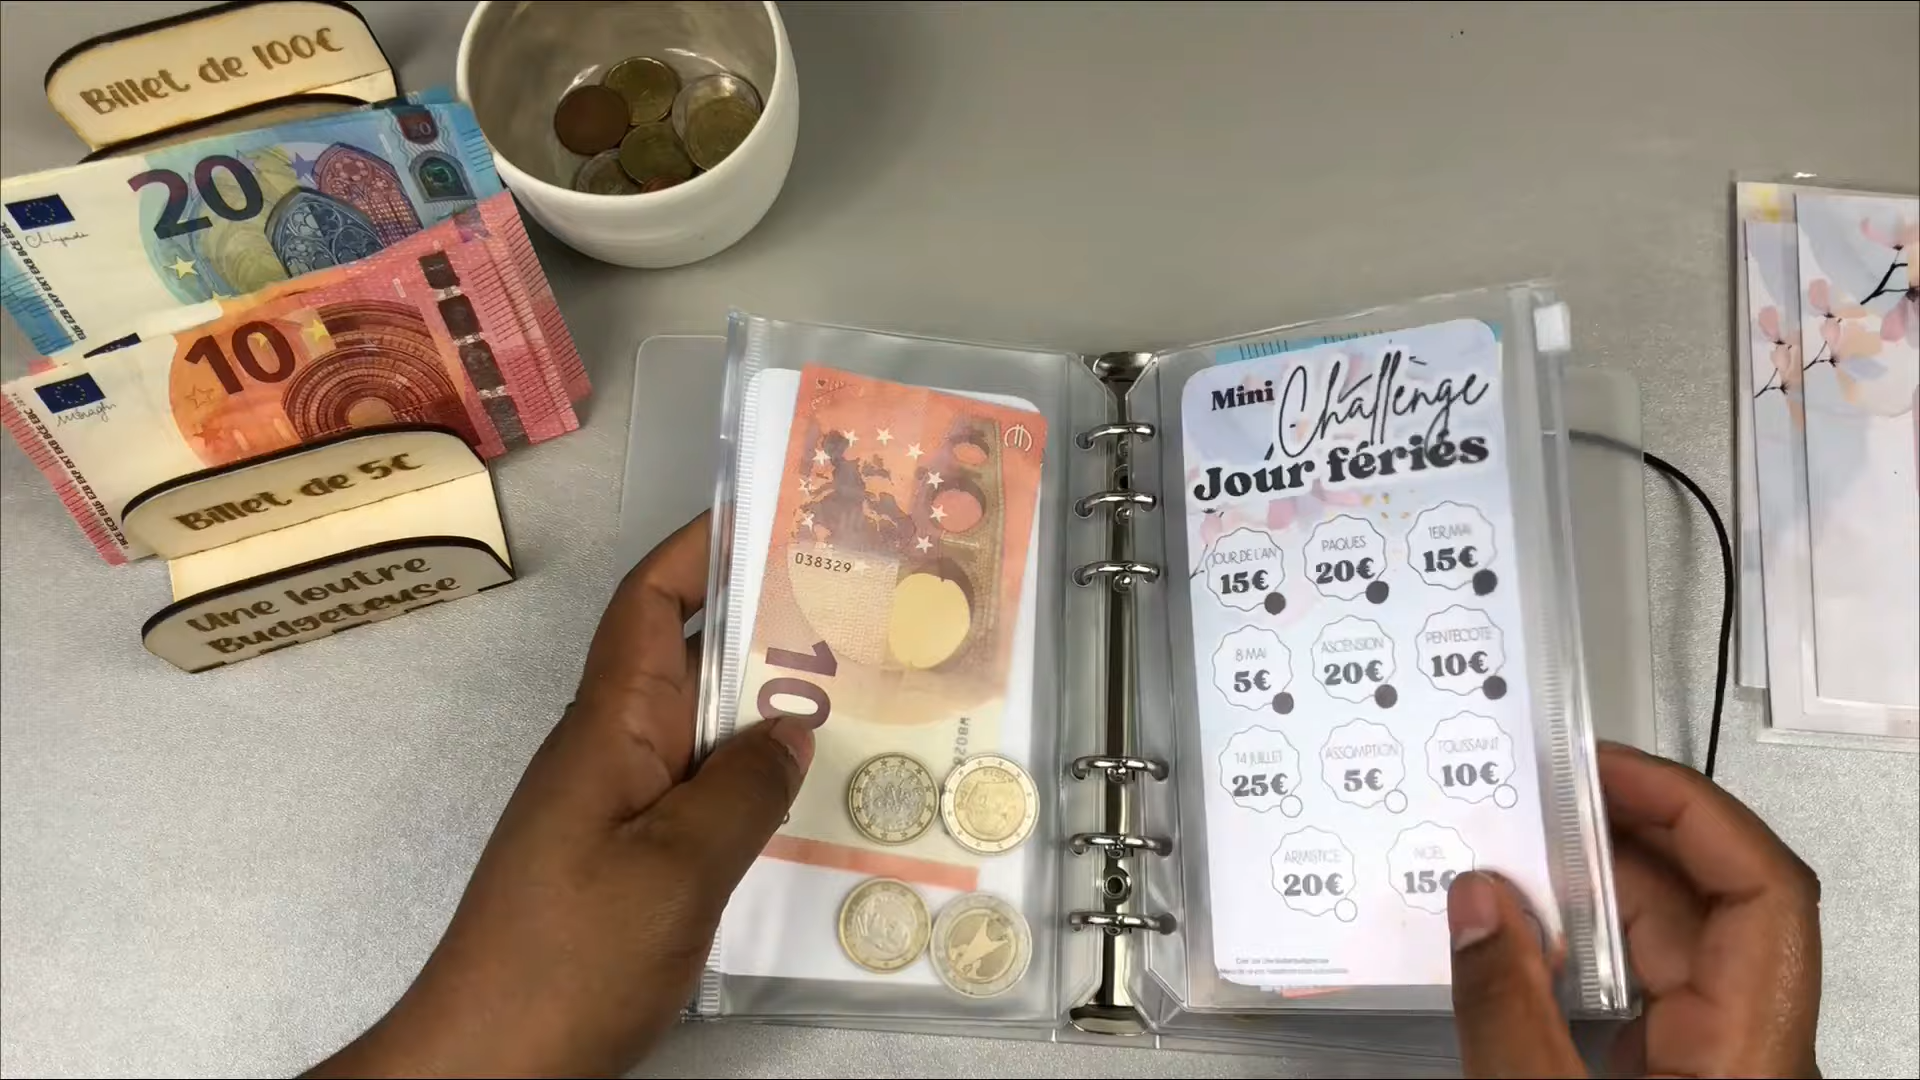 Billet de 100€
20
10
Billet de 5€
Une loutre
Budgeteuse
038329
10
Mini Challenge
Jour fériés
JOUR DE L'AN
15€
PAQUES
20€
1ER MAI
15€
8 MAI
5€
ASCENSION
20€
PENTECOTE
10€
14 JUILLET
25€
ASSOMPTION
5€
TOUSSAINT
10€
ARMISTICE
20€
NOEL
15€